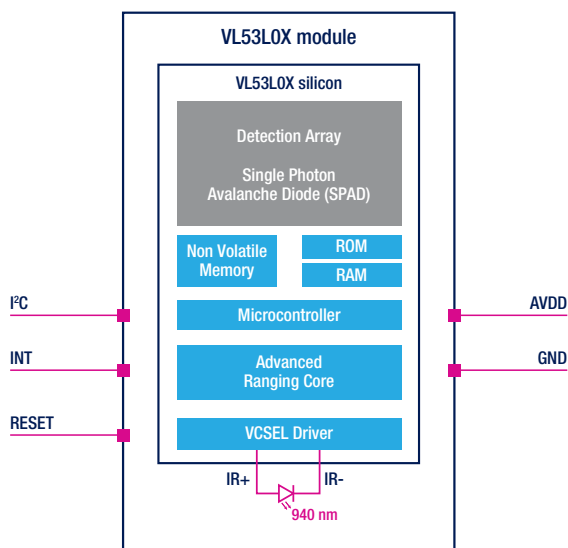 VL53L0X module
VL53L0X silicon
Detection Array
Single Photon
Avalanche Diode (SPAD)
Non Volatile
Memory
ROM
RAM
I²C
Microcontroller
AVDD
INT
Advanced
Ranging Core
GND
RESET
VCSEL Driver
IR+
IR-
940 nm